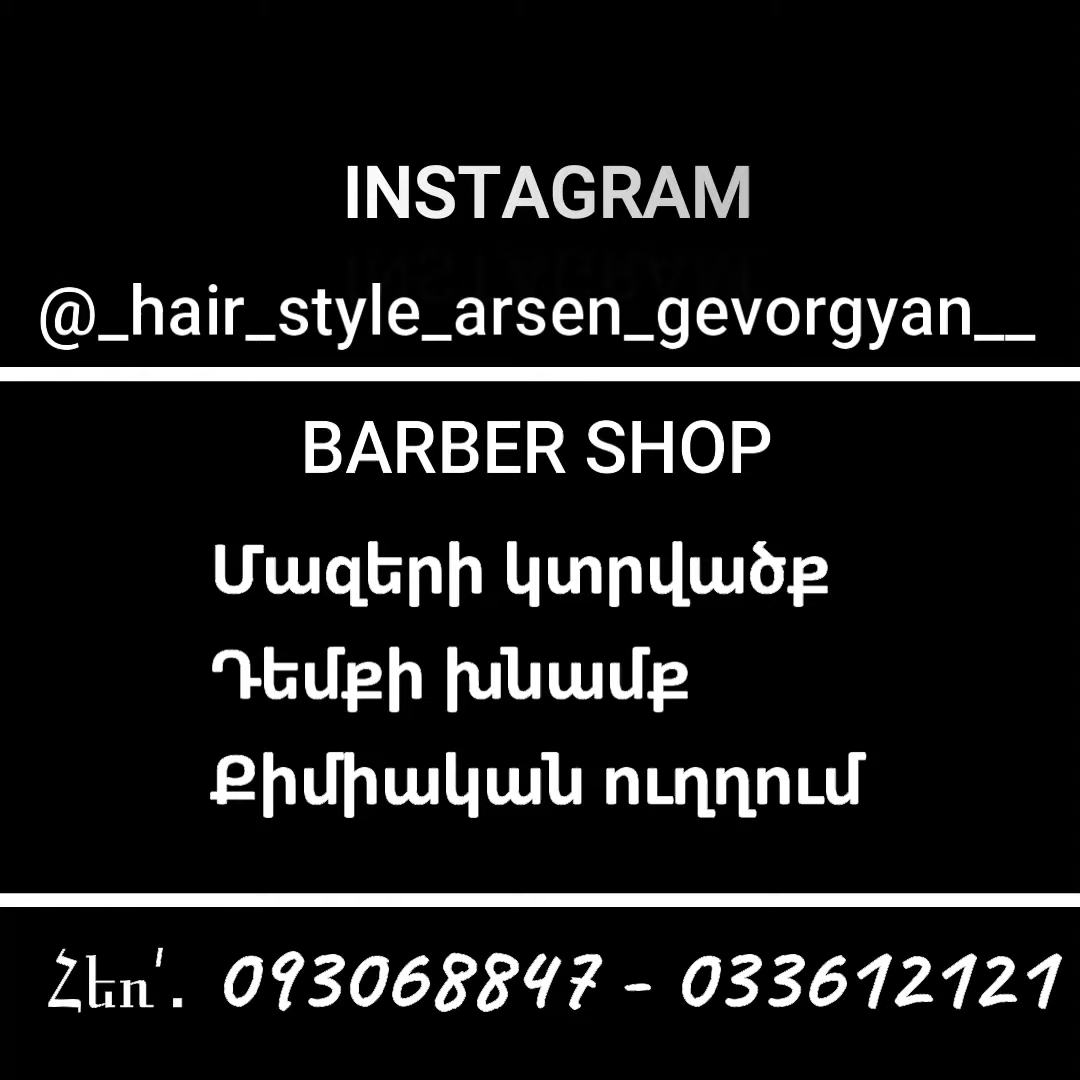 INSTAGRAM
@_hair_style_arsen_gevorgyan__
BARBER SHOP
Մազերի կտրվածք
Դեմքի խնամք
Քիմիական ուղղում
Հեռ՛. 093068847 - 033612121